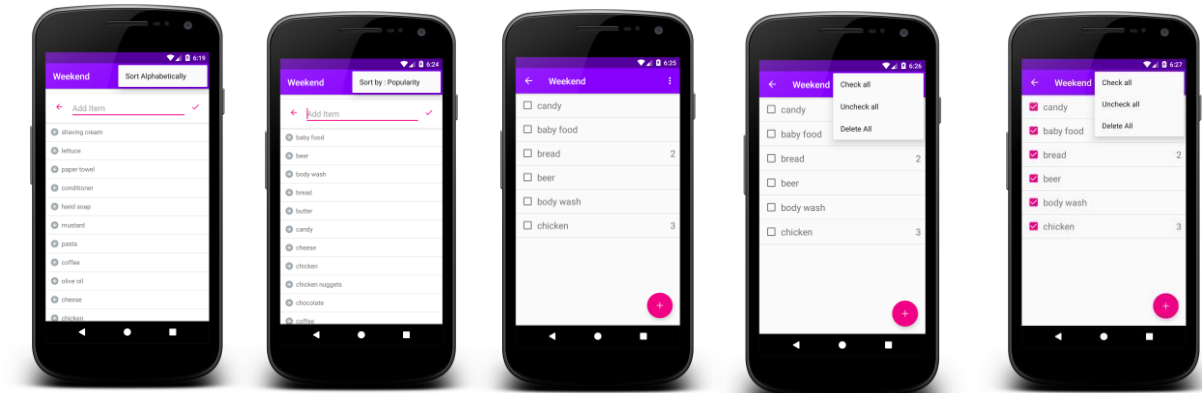 6:19
Weekend
Sort Alphabetically
Add Item
shaving cream
lettuce
paper towel
conditioner
hand soap
mustard
pasta
coffee
olive oil
cheese
chicken
6:24
Weekend
Sort by : Popularity
Add Item
baby food
beer
body wash
bread
butter
candy
cheese
chicken
chicken nuggets
chocolate
coffee
6:25
Weekend
candy
baby food
bread 2
beer
body wash
chicken 3
6:26
Weekend
Check all
Uncheck all
Delete All
candy
baby food
bread 2
beer
body wash
chicken 3
6:27
Weekend
Check all
Uncheck all
Delete All
candy
baby food
bread 2
beer
body wash
chicken 3